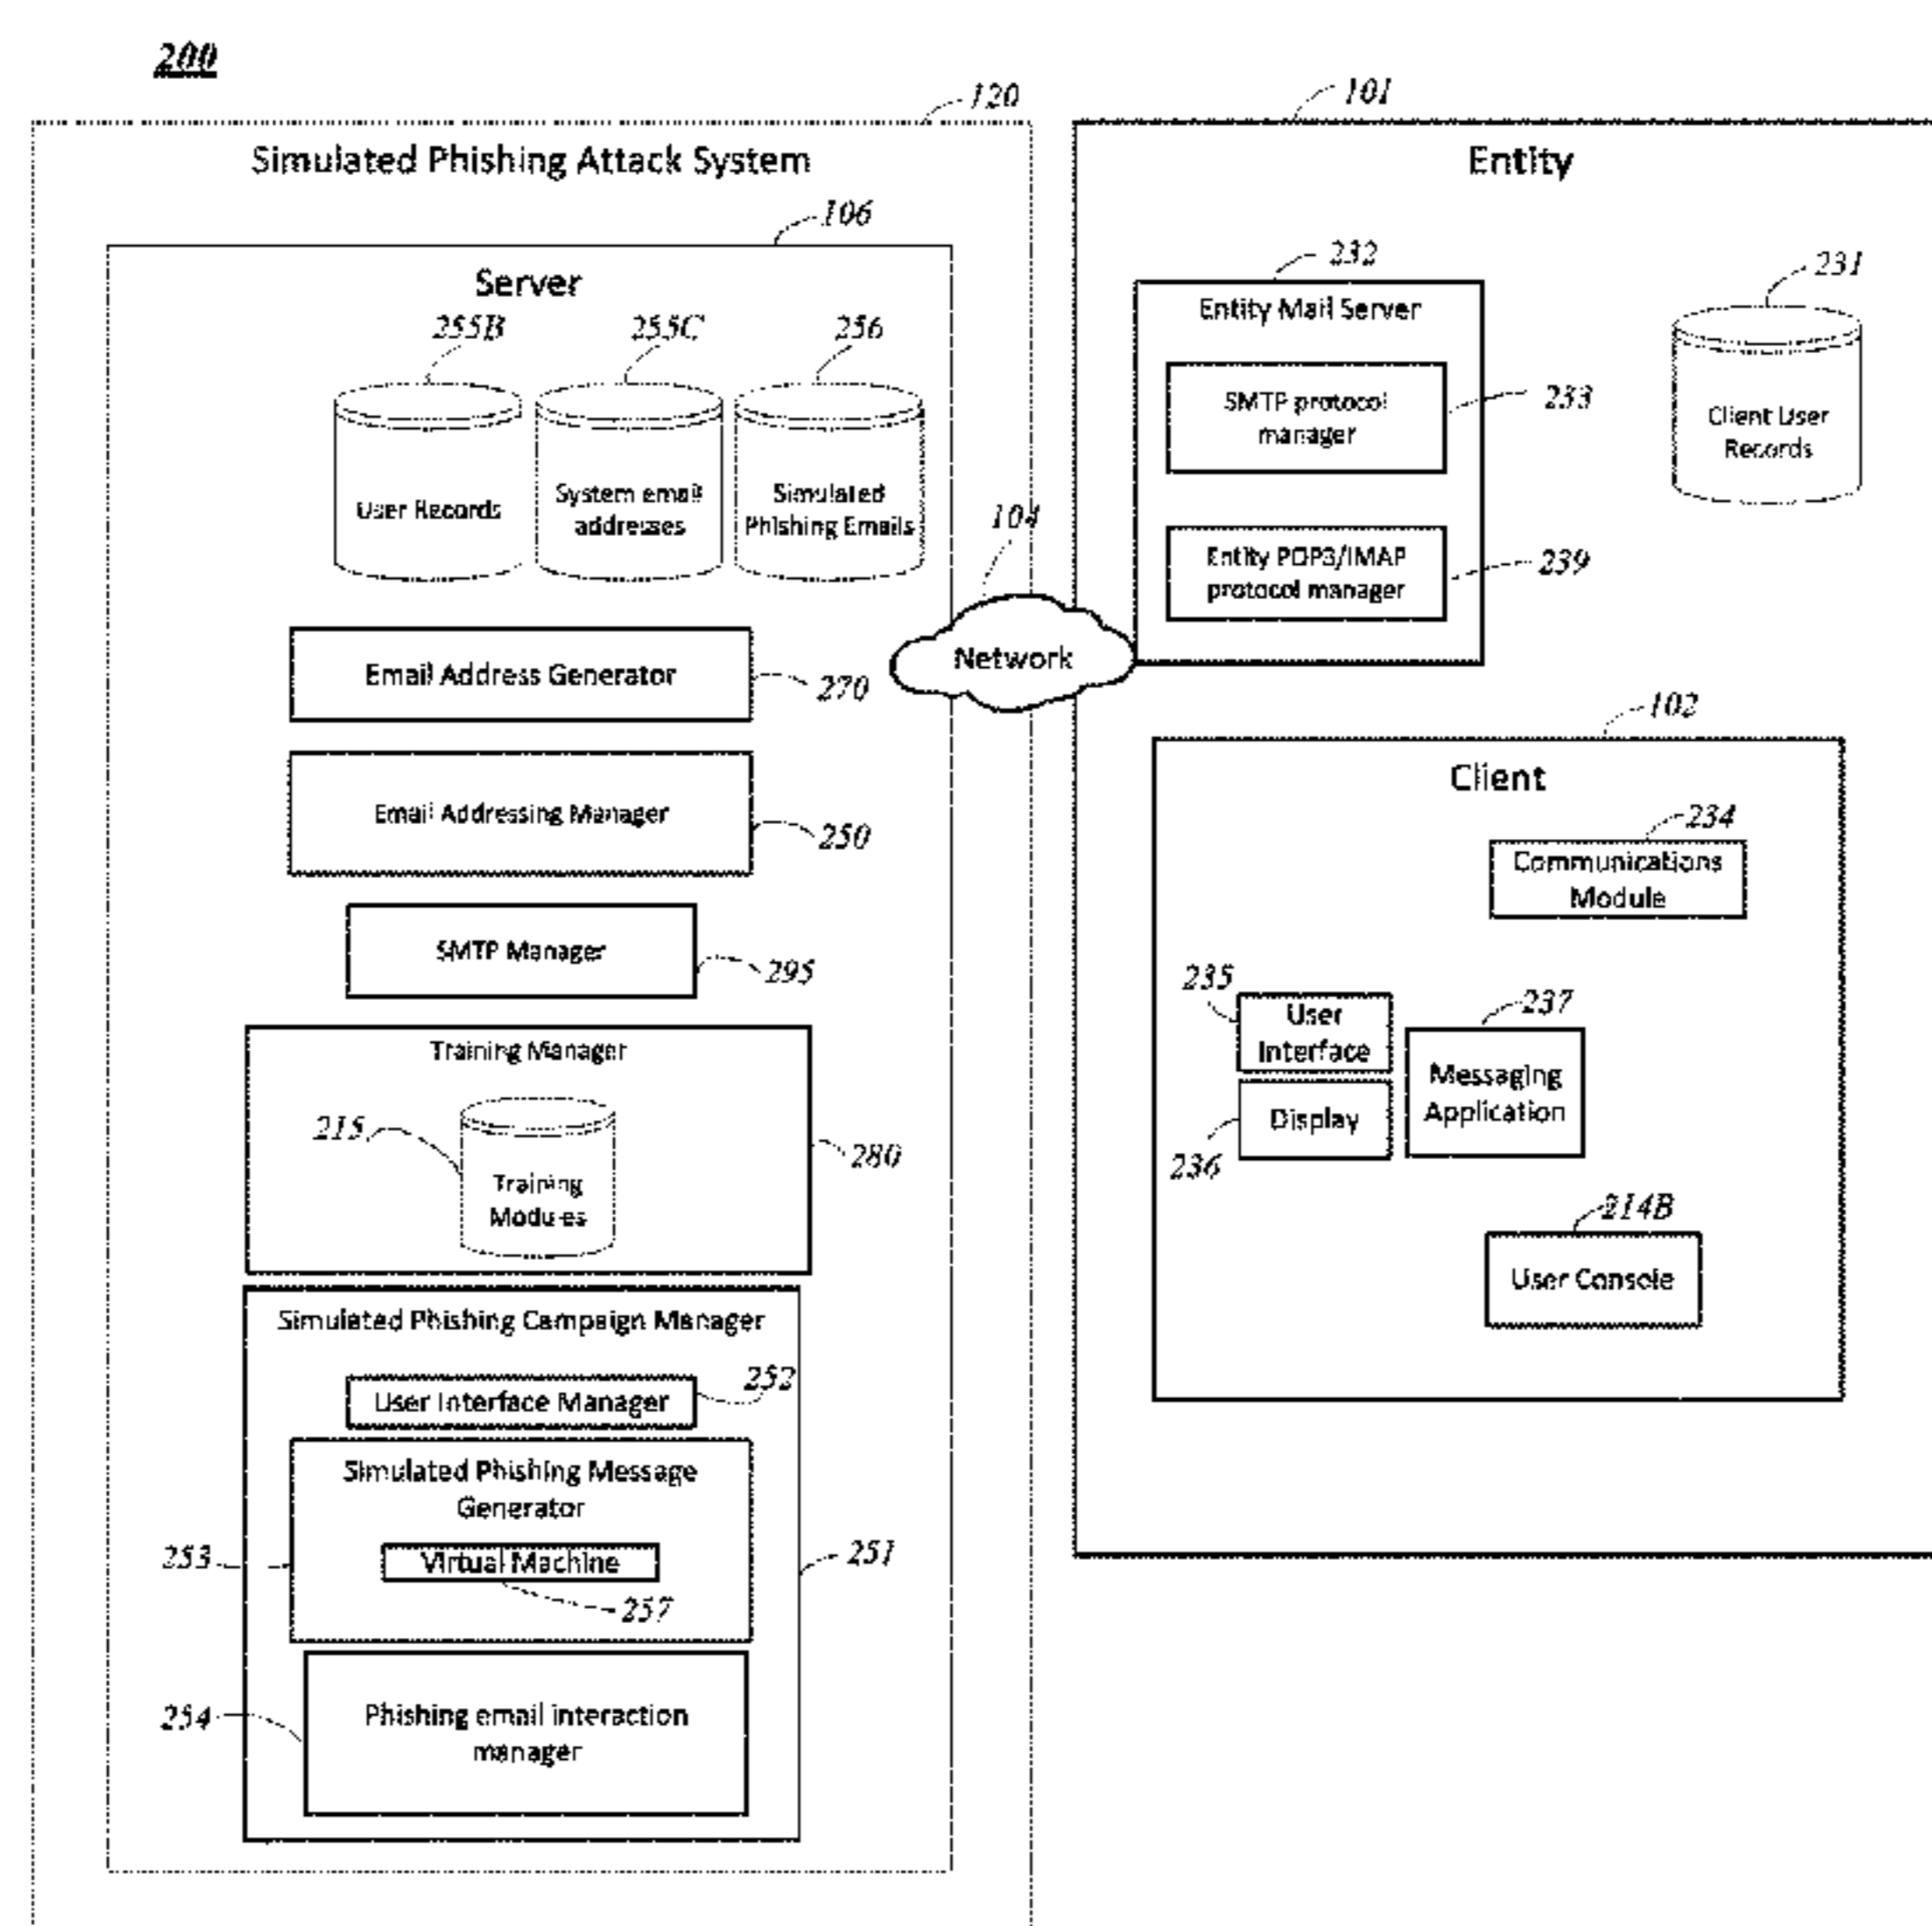 200
120
101
Simulated Phishing Attack System
Entity
106
Server
232
231
255B
255C
256
Entity Mail Server
SMTP protocol
manager
233
Client User
Records
User Records
System email
addresses
Simulated
Phishing Emails
104
Entity POP3/IMAP
protocol manager
239
Network
Email Address Generator
270
102
Client
Email Addressing Manager
250
234
Communications
Module
SMTP Manager
295
235
User
Interface
237
Messaging
Application
Display
236
Training Manager
215
280
Training
Modules
214B
User Console
Simulated Phishing Campaign Manager
252
User Interface Manager
Simulated Phishing Message
Generator
253
Virtual Machine
251
257
254
Phishing email interaction
manager